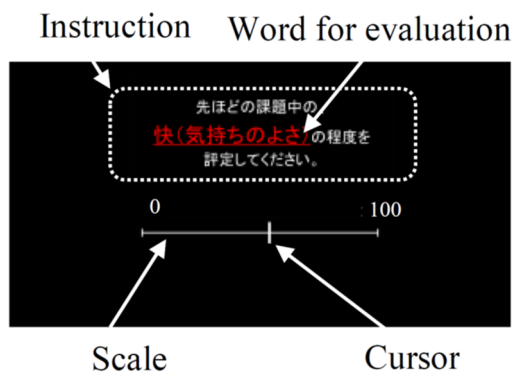 Instruction Word for evaluation
先ほどの課題中の
快(気持ちのよさ)の程度を
評定してください。
0 100
Scale Cursor